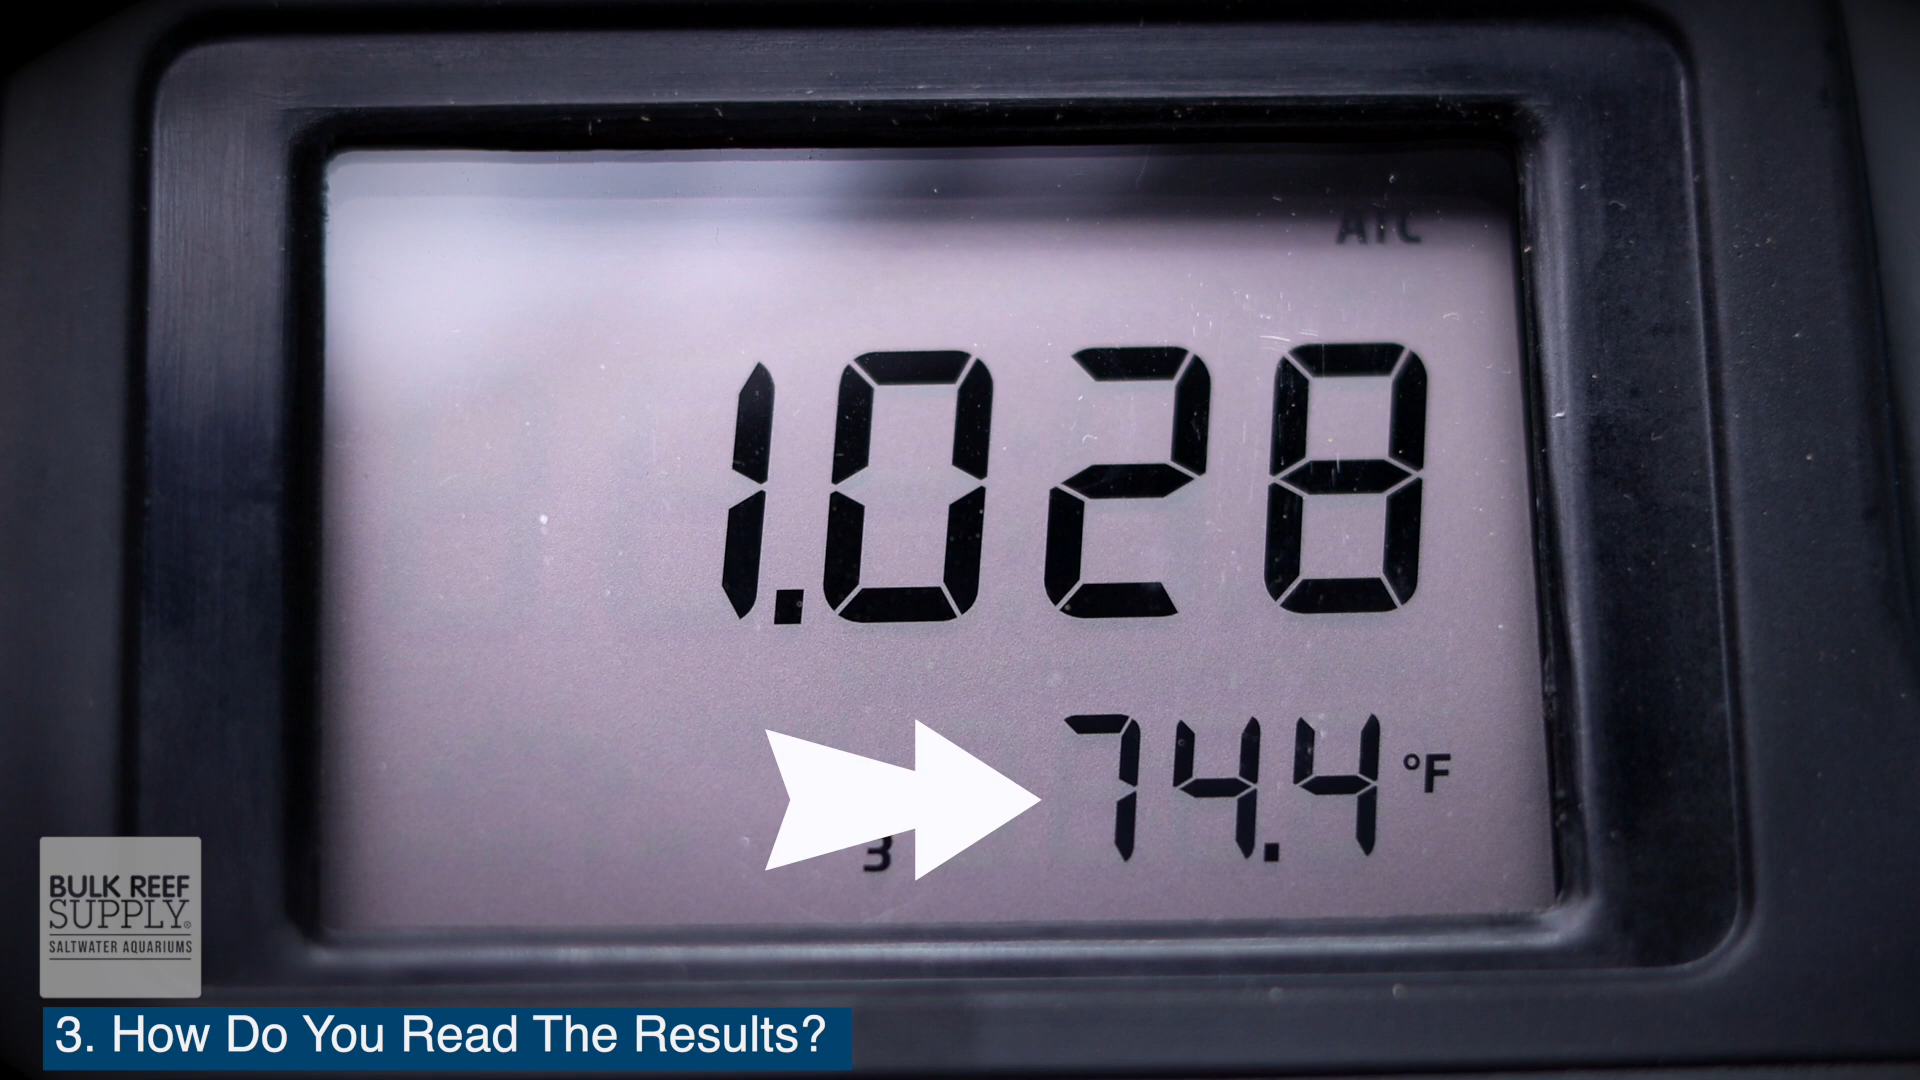 ATC
1.028
74.4 °F
3
BULK REEF
SUPPLY®
SALTWATER AQUARIUMS
3. How Do You Read The Results?